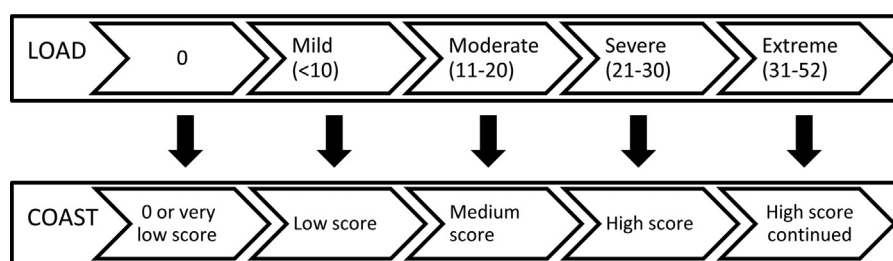 LOAD
0
Mild
(<10)
Moderate
(11-20)
Severe
(21-30)
Extreme
(31-52)
COAST
0 or very
low score
Low score
Medium
score
High score
High score
continued